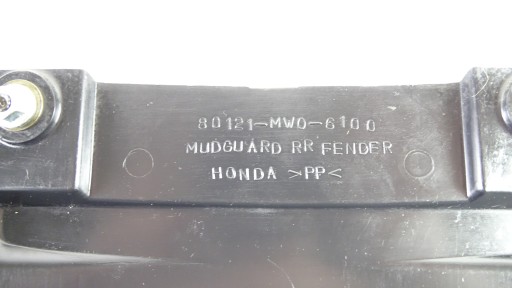 80121-MW0-6100
MUDGUARD RR FENDER
HONDA >PP<